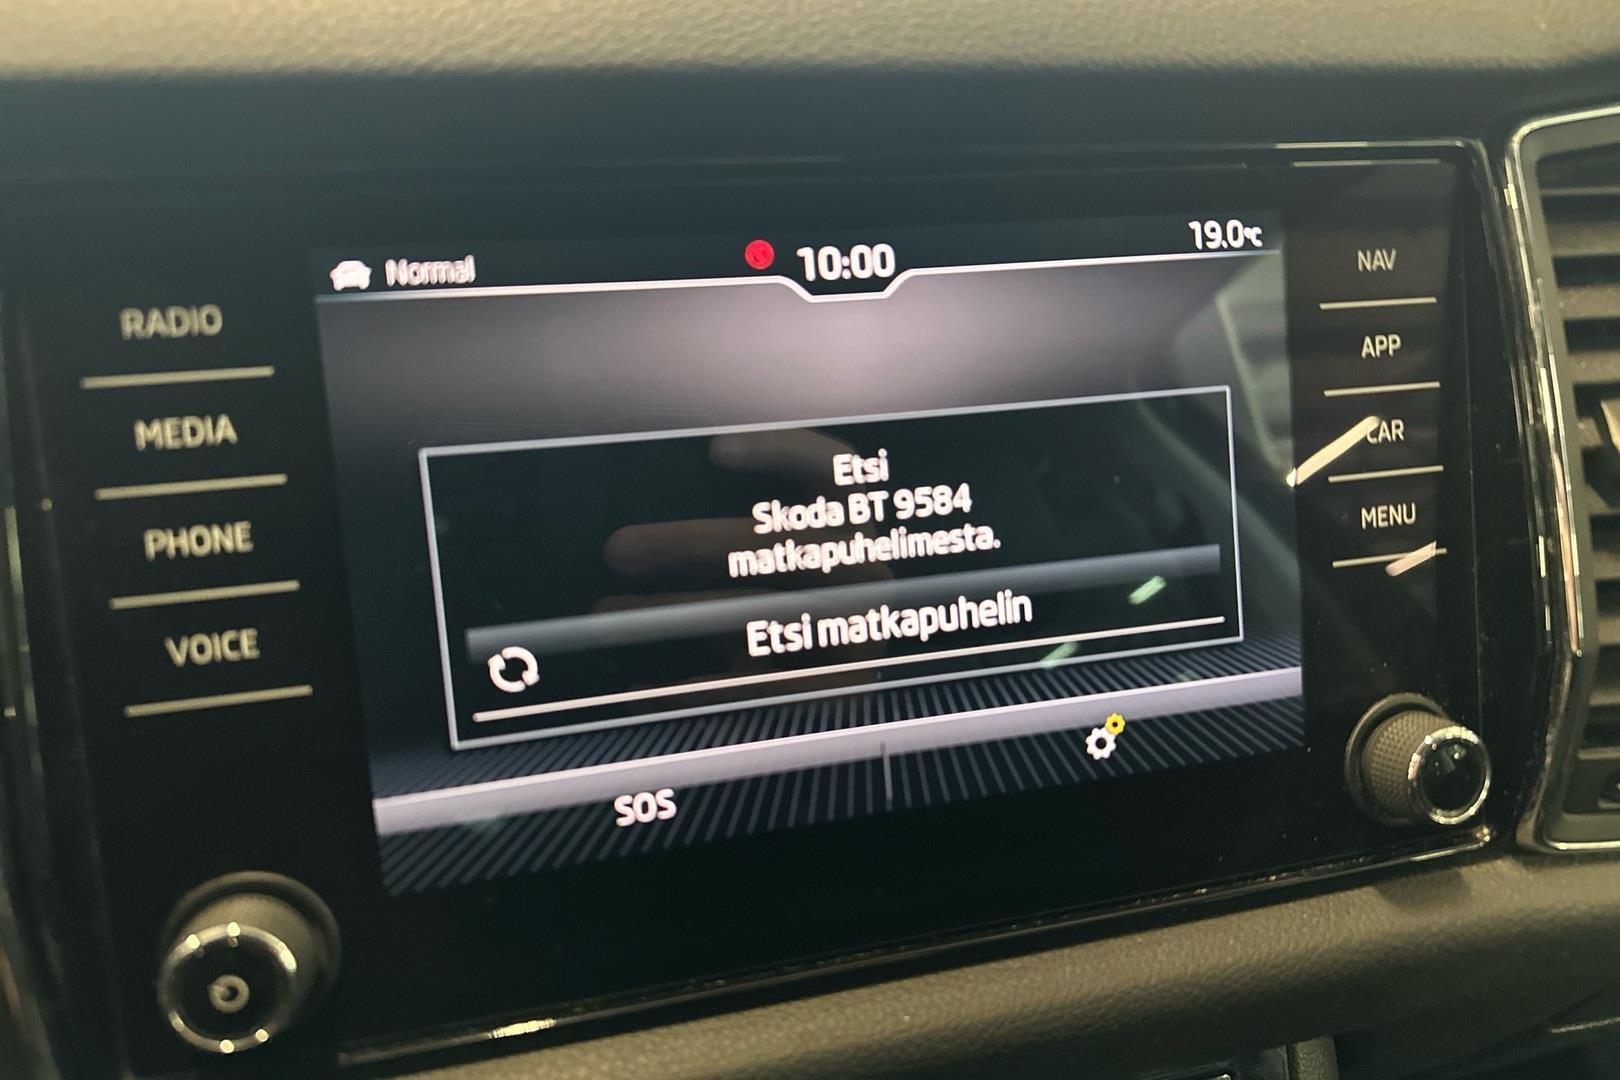 Normal
10:00
19.0°C
RADIO
MEDIA
PHONE
VOICE
Etsi
Skoda BT 9584
matkapuhelimesta.
Etsi matkapuhelin
SOS
NAV
APP
CAR
MENU